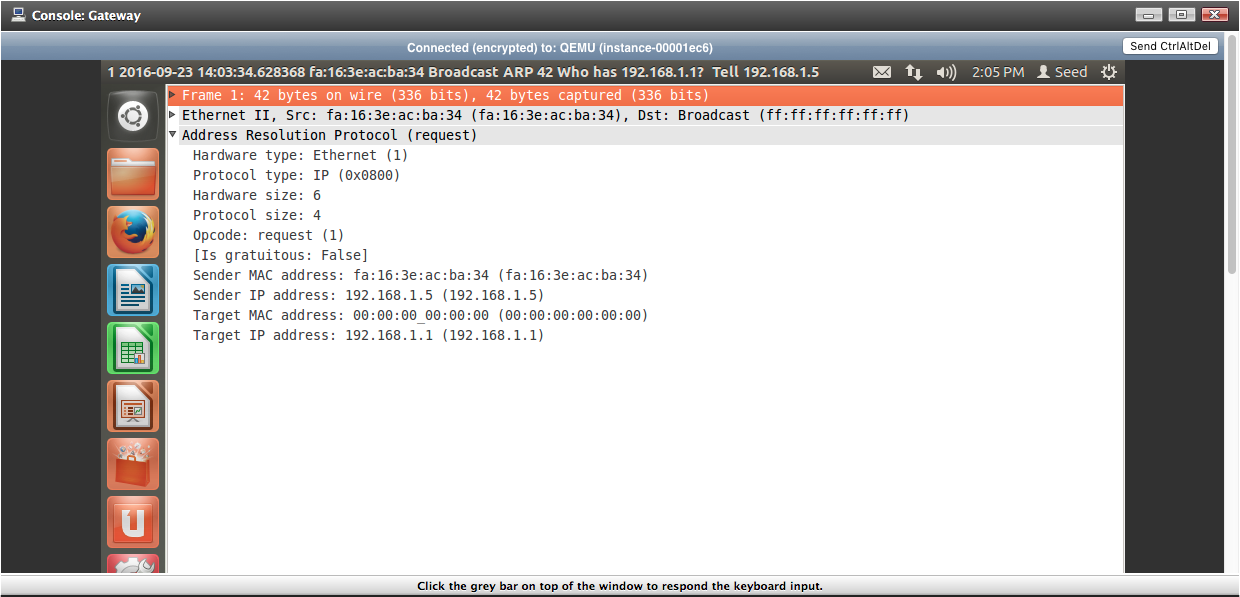 Console: Gateway
Connected (encrypted) to: QEMU (instance-00001ec6)
Send CtrlAltDel
1 2016-09-23 14:03:34.628368 fa:16:3e:ac:ba:34 Broadcast ARP 42 Who has 192.168.1.1?  Tell 192.168.1.5
2:05 PM
Seed
Frame 1: 42 bytes on wire (336 bits), 42 bytes captured (336 bits)
Ethernet II, Src: fa:16:3e:ac:ba:34 (fa:16:3e:ac:ba:34), Dst: Broadcast (ff:ff:ff:ff:ff:ff)
Address Resolution Protocol (request)
Hardware type: Ethernet (1)
Protocol type: IP (0x0800)
Hardware size: 6
Protocol size: 4
Opcode: request (1)
[Is gratuitous: False]
Sender MAC address: fa:16:3e:ac:ba:34 (fa:16:3e:ac:ba:34)
Sender IP address: 192.168.1.5 (192.168.1.5)
Target MAC address: 00:00:00_00:00:00 (00:00:00:00:00:00)
Target IP address: 192.168.1.1 (192.168.1.1)
Click the grey bar on top of the window to respond the keyboard input.